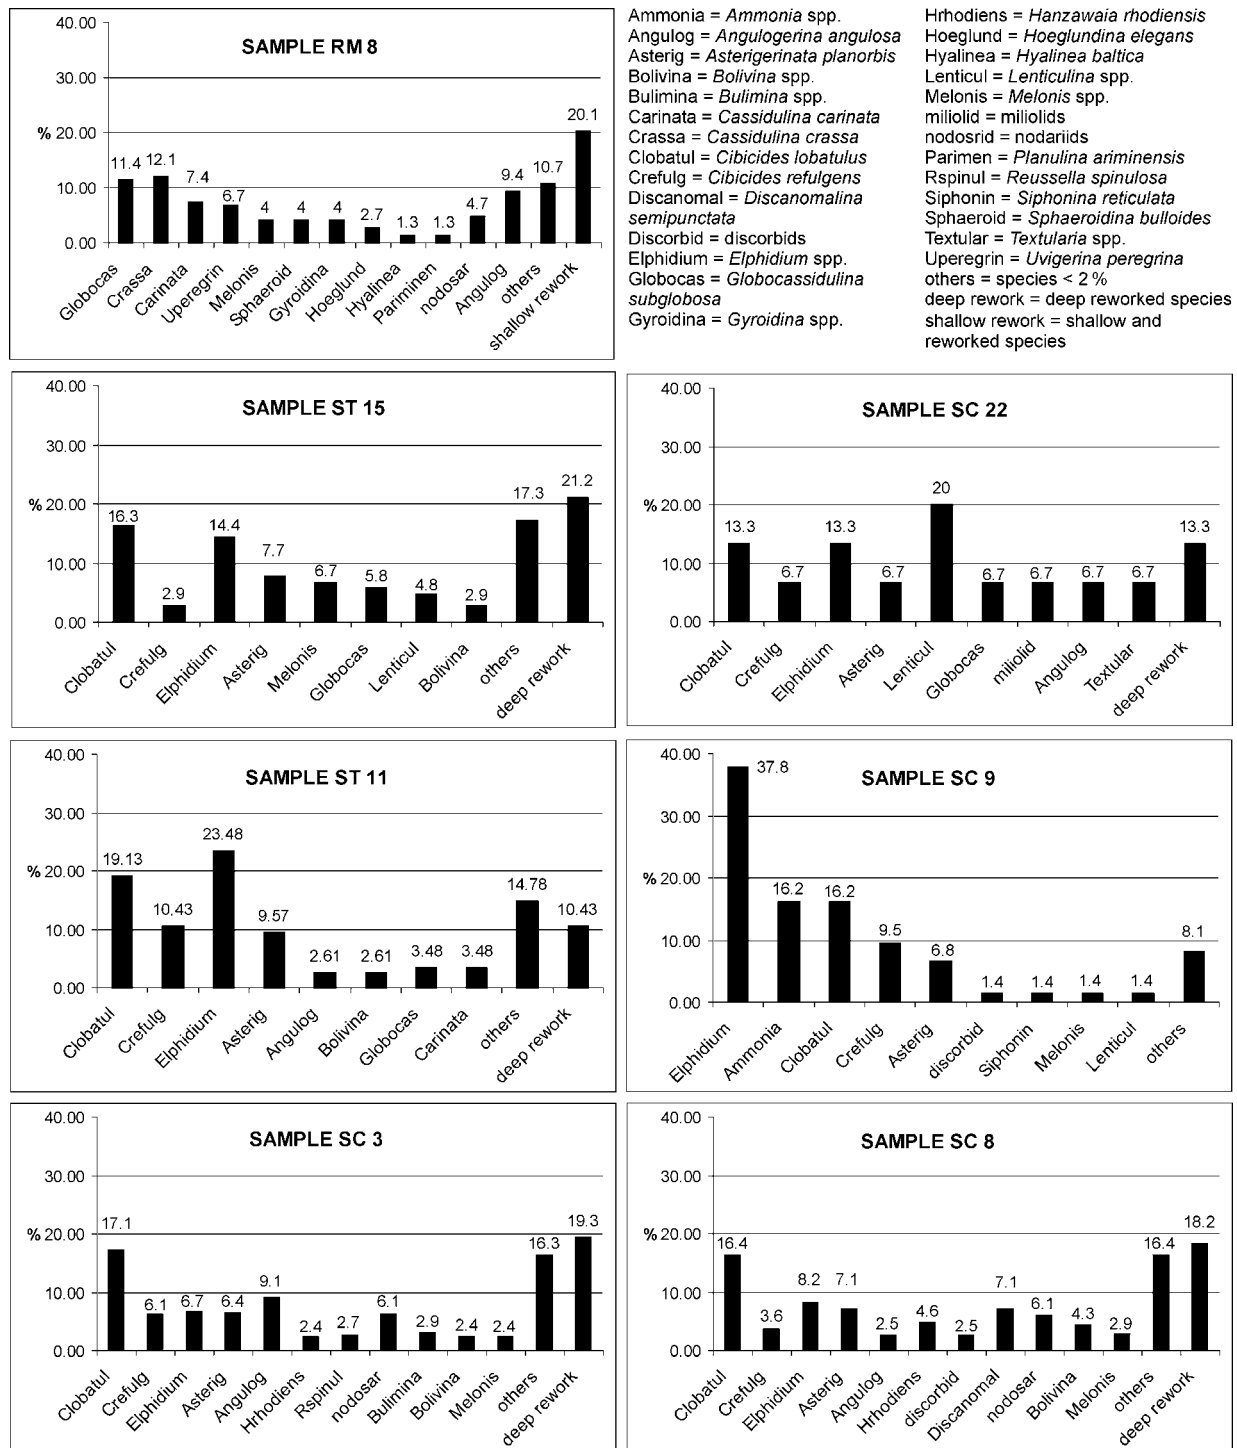 40.00
SAMPLE RM 8
30.00
% 20.00
10.00
0.00
11.4 12.1 7.4 6.7 4 4 4 2.7 1.3 1.3 4.7 9.4 10.7 20.1
Globocas Crassa Carinata Uperegrin Melonis Sphaeroid Gyroidina Hoeglund Hyalinea Pariminen nodosar Angulog others shallow rework
Ammonia = Ammonia spp.
Angulog = Angulogerina angulosa
Asterig = Asterigerinata planorbis
Bolivina = Bolivina spp.
Bulimina = Bulimina spp.
Carinata = Cassidulina carinata
Crassa = Cassidulina crassa
Clobatul = Cibicides lobatulus
Crefulg = Cibicides refulgens
Discanomal = Discanomalina
semipunctata
Discorbid = discorbids
Elphidium = Elphidium spp.
Globocas = Globocassidulina
subglobosa
Gyroidina = Gyroidina spp.
Hrhodiens = Hanzawaia rhodiensis
Hoeglund = Hoeglundina elegans
Hyalinea = Hyalinea baltica
Lenticul = Lenticulina spp.
Melonis = Melonis spp.
miliolid = miliolids
nodosrid = nodariids
Parimen = Planulina ariminensis
Rspinul = Reussella spinulosa
Siphonin = Siphonina reticulata
Sphaeroid = Sphaeroidina bulloides
Textular = Textularia spp.
Uperegrin = Uvigerina peregrina
others = species < 2 %
deep rework = deep reworked species
shallow rework = shallow and
reworked species
40.00
SAMPLE ST 15
30.00
% 20.00
10.00
0.00
16.3 2.9 14.4 7.7 6.7 5.8 4.8 2.9 17.3 21.2
Clobatul Crefulg Elphidium Asterig Melonis Globocas Lenticul Bolivina others deep rework
40.00
SAMPLE SC 22
30.00
% 20.00
10.00
0.00
13.3 6.7 13.3 6.7 20 6.7 6.7 6.7 6.7 13.3
Clobatul Crefulg Elphidium Asterig Lenticul Globocas miliolid Angulog Textular deep rework
40.00
SAMPLE ST 11
30.00
% 20.00
10.00
0.00
19.13 10.43 23.48 9.57 2.61 2.61 3.48 3.48 14.78 10.43
Clobatul Crefulg Elphidium Asterig Angulog Bolivina Globocas Carinata others deep rework
40.00
SAMPLE SC 9
30.00
% 20.00
10.00
0.00
37.8 16.2 16.2 9.5 6.8 1.4 1.4 1.4 1.4 8.1
Elphidium Ammonia Clobatul Crefulg Asterig discorbid Siphonin Melonis Lenticul others
40.00
SAMPLE SC 3
30.00
% 20.00
10.00
0.00
17.1 6.1 6.7 6.4 9.1 2.4 2.7 6.1 2.9 2.4 2.4 16.3 19.3
Clobatul Crefulg Elphidium Asterig Angulog Hrhodiens Rspinul nodosar Bulimina Bolivina Melonis others deep rework
40.00
SAMPLE SC 8
30.00
% 20.00
10.00
0.00
16.4 3.6 8.2 7.1 2.5 4.6 2.5 7.1 6.1 4.3 2.9 16.4 18.2
Clobatul Crefulg Elphidium Asterig Angulog Hrhodiens discorbid Discanomal nodosar Bolivina Melonis others deep rework